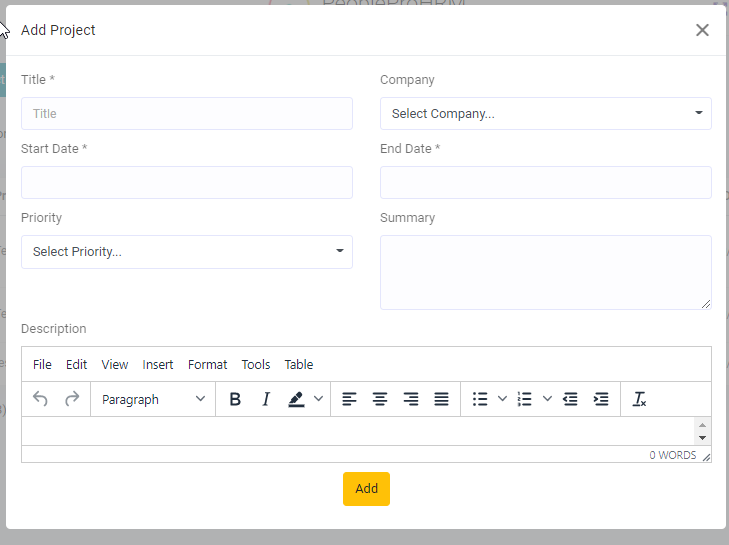 PeopleProHRM
Add Project
Title *
Company
Title
Select Company...
Start Date *
End Date *
Priority
Summary
Select Priority...
Description
File Edit View Insert Format Tools Table
Paragraph B I
0 WORDS
Add